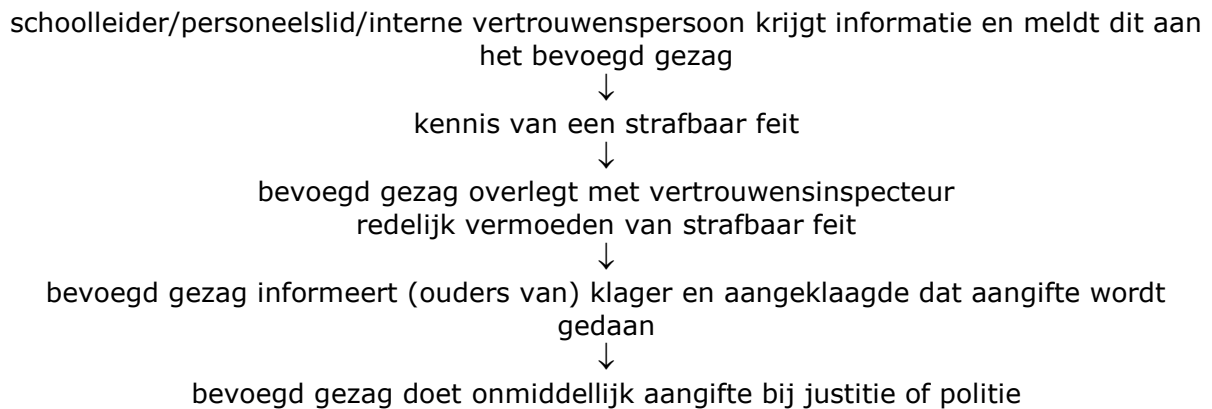 schoolleider/personeelslid/interne vertrouwenspersoon krijgt informatie en meldt dit aan
het bevoegd gezag
↓
kennis van een strafbaar feit
↓
bevoegd gezag overlegt met vertrouwensinspecteur
redelijk vermoeden van strafbaar feit
↓
bevoegd gezag informeert (ouders van) klager en aangeklaagde dat aangifte wordt
gedaan
↓
bevoegd gezag doet onmiddellijk aangifte bij justitie of politie